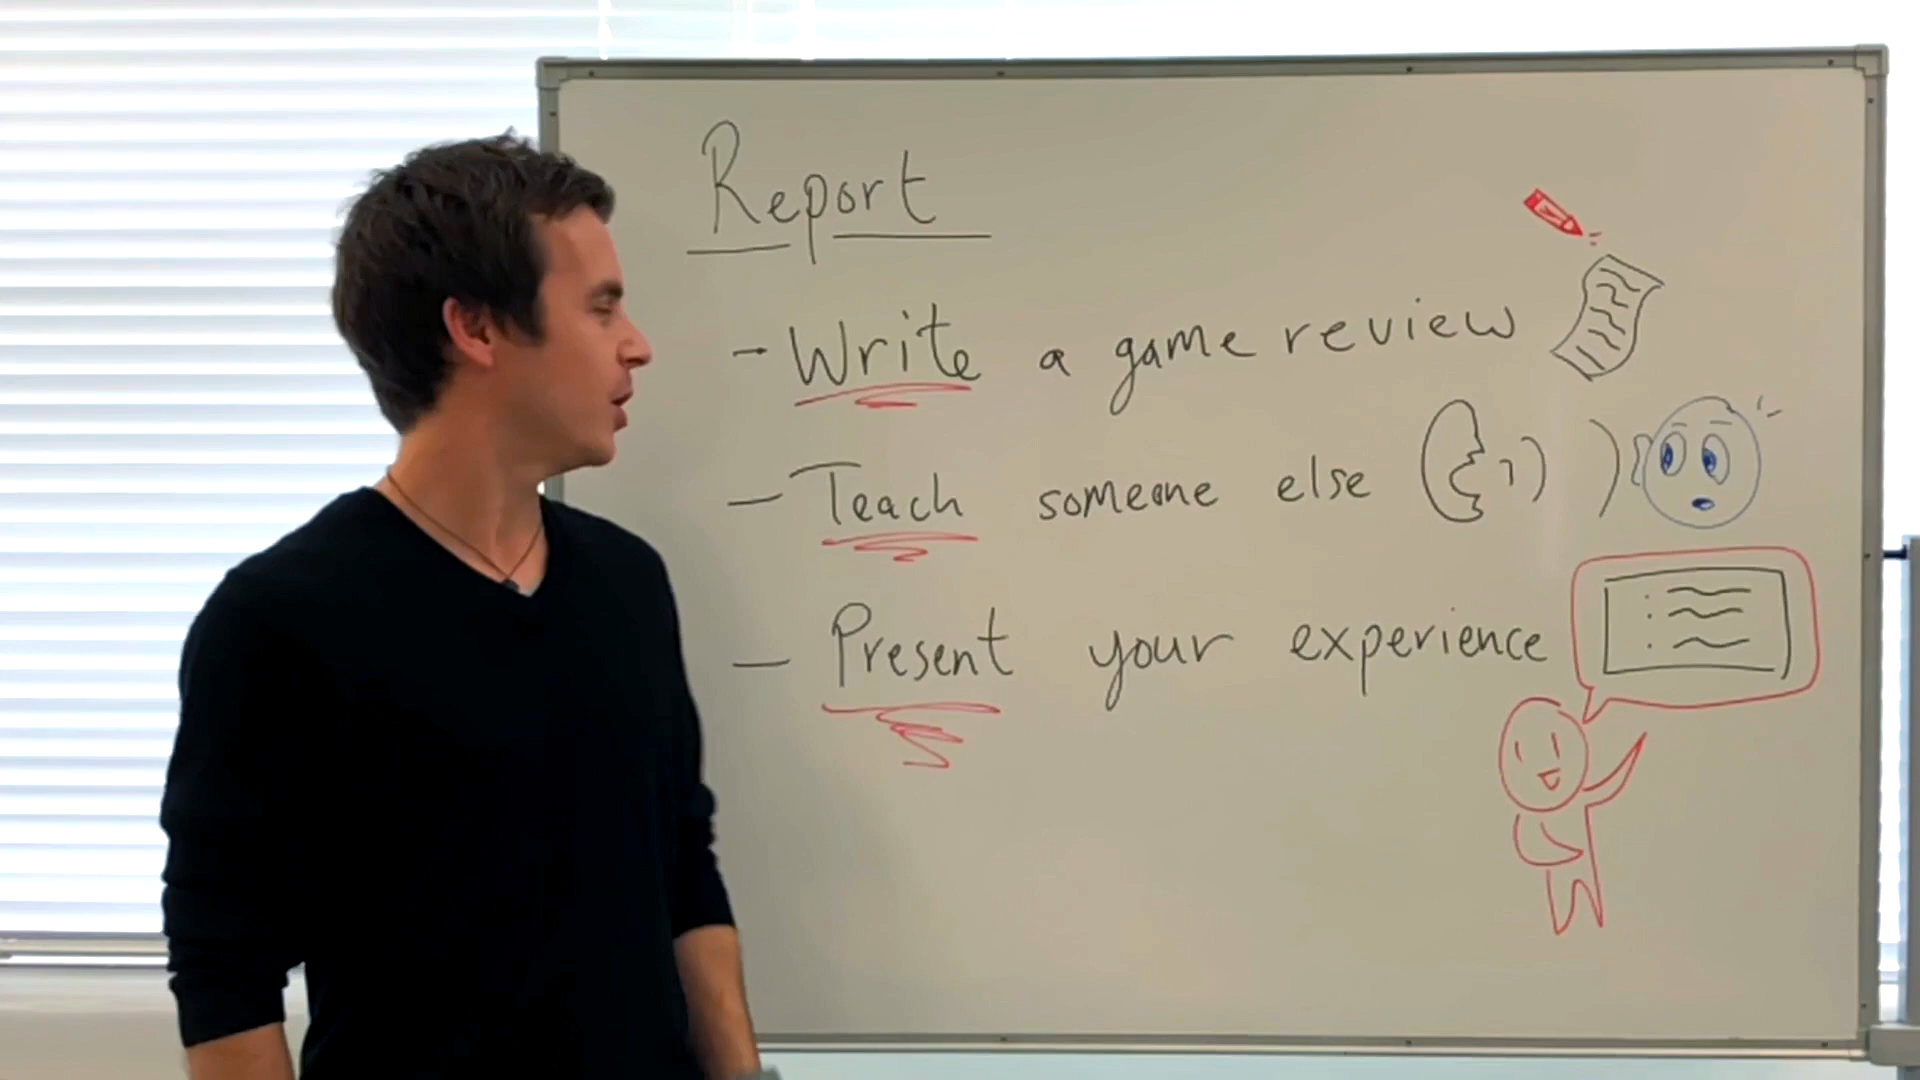 Report
- Write a game review
- Teach someone else
- Present your experience